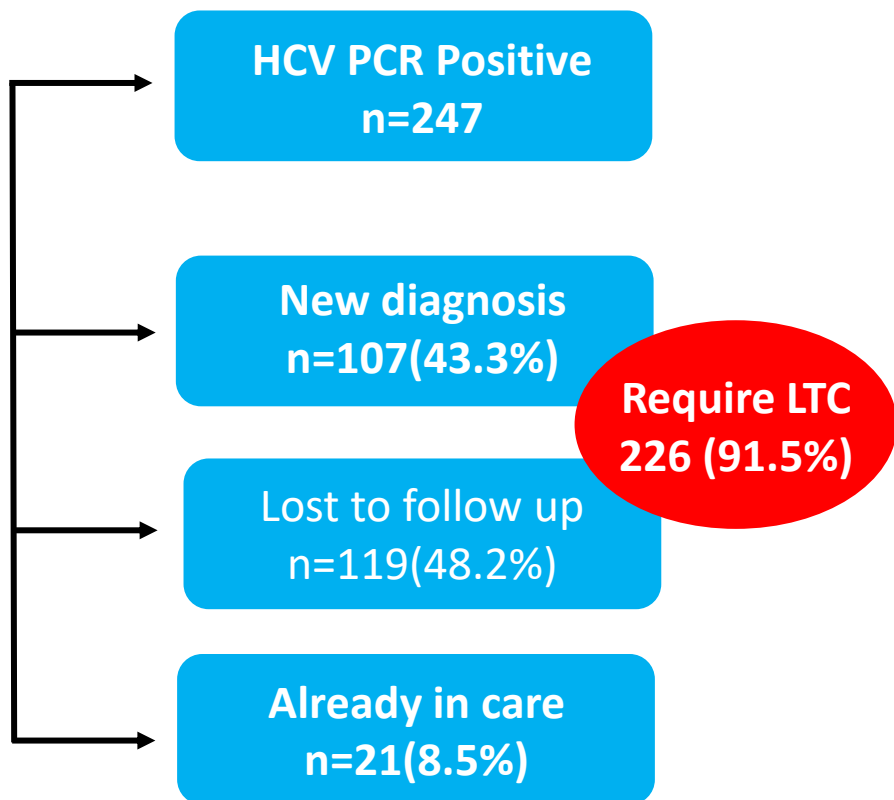 HCV PCR Positive
n=247
New diagnosis
n=107(43.3%)
Require LTC
226 (91.5%)
Lost to follow up
n=119(48.2%)
Already in care
n=21(8.5%)